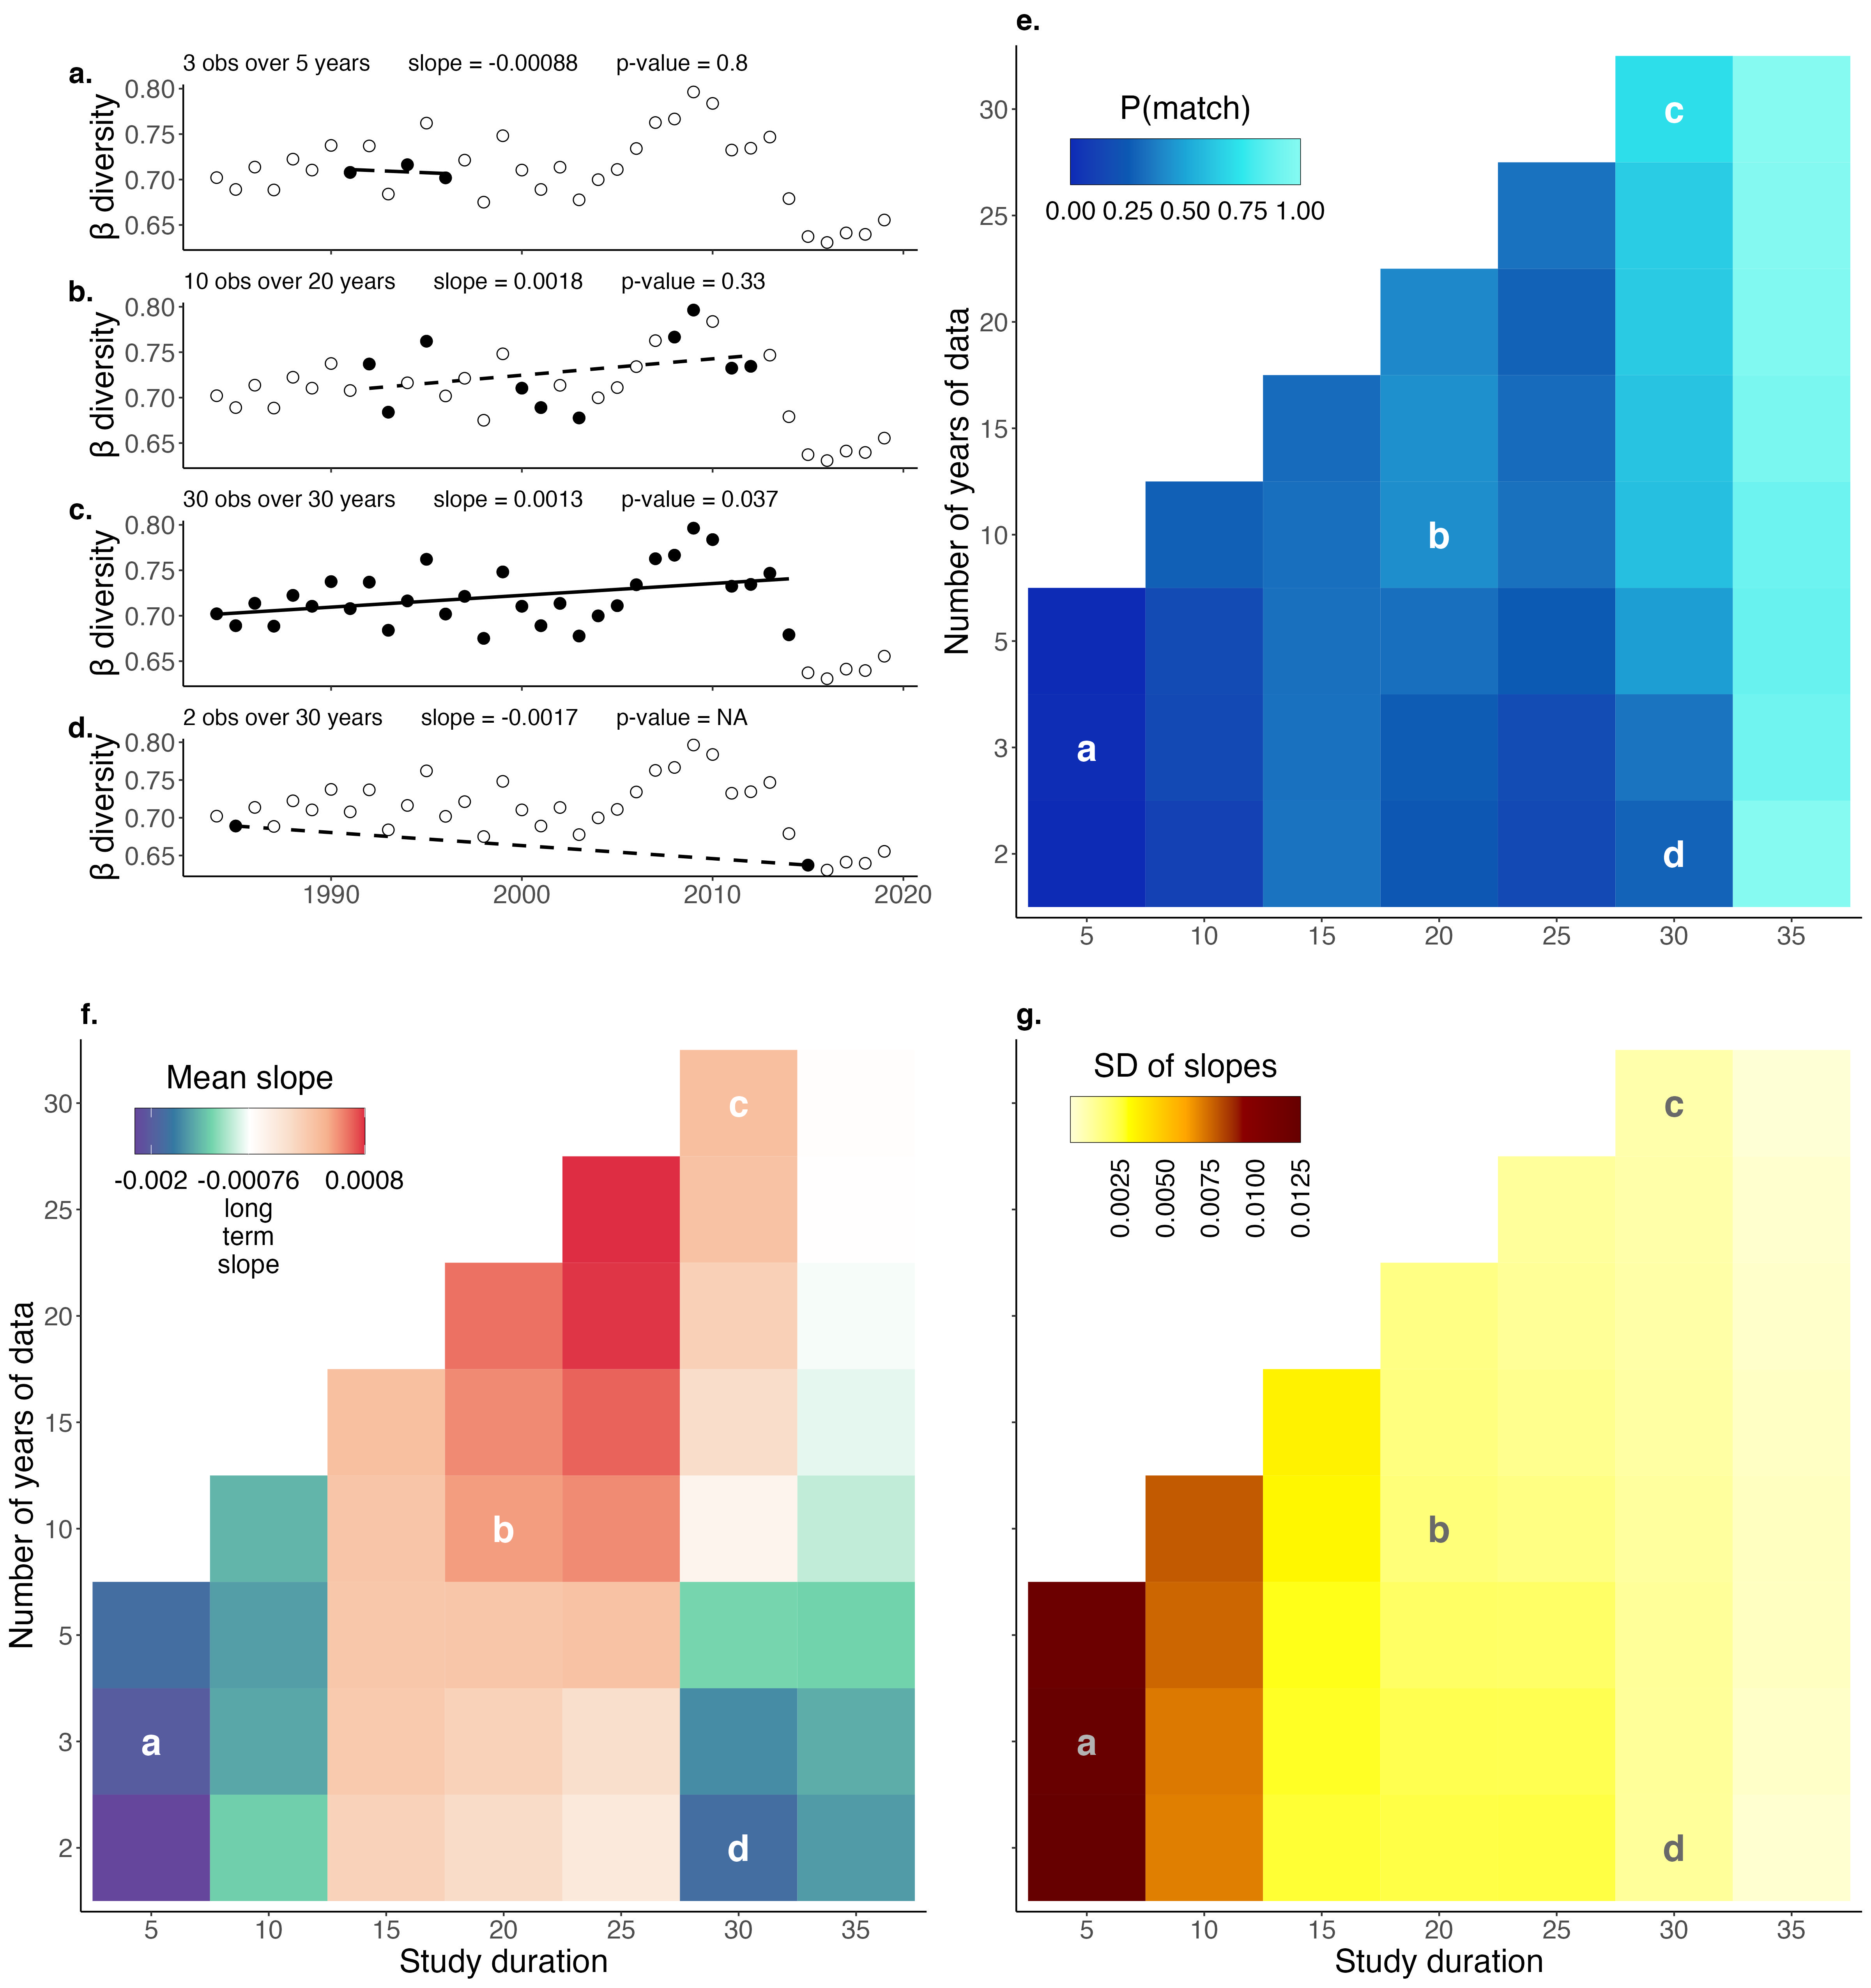 a.
3 obs over 5 years slope = -0.00088 p-value = 0.8
β diversity
0.80
0.75
0.70
0.65
b.
10 obs over 20 years slope = 0.0018 p-value = 0.33
β diversity
0.80
0.75
0.70
0.65
c.
30 obs over 30 years slope = 0.0013 p-value = 0.037
β diversity
0.80
0.75
0.70
0.65
d.
2 obs over 30 years slope = -0.0017 p-value = NA
β diversity
0.80
0.75
0.70
0.65
1990 2000 2010 2020
e.
P(match)
0.00 0.25 0.50 0.75 1.00
Number of years of data
30
25
20
15
10
5
3
2
c
b
a
d
5 10 15 20 25 30 35
f.
Mean slope
-0.002 -0.00076 0.0008
long
term
slope
Number of years of data
30
25
20
15
10
5
3
2
c
b
a
d
5 10 15 20 25 30 35
Study duration
g.
SD of slopes
0.0025 0.0050 0.0075 0.0100 0.0125
c
b
a
d
5 10 15 20 25 30 35
Study duration